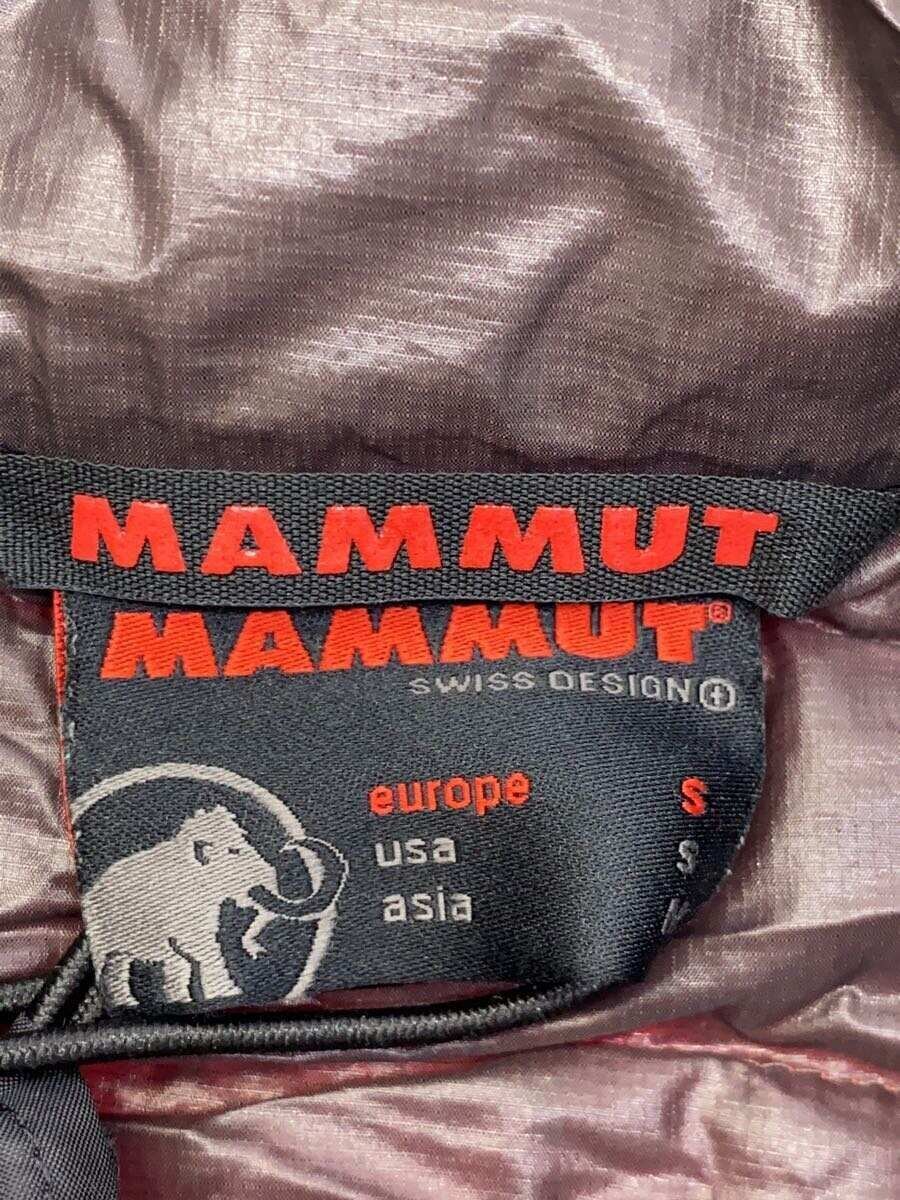 MAMMUT
MAMMUT®
SWISS DESIGN
europe S
usa S
asia